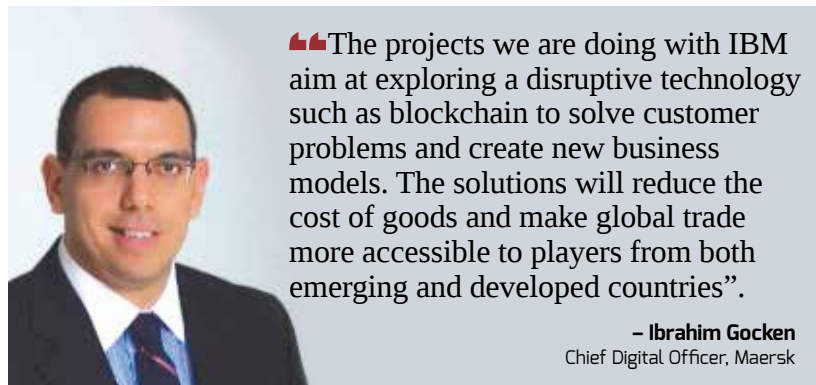 ❝The projects we are doing with IBM
aim at exploring a disruptive technology
such as blockchain to solve customer
problems and create new business
models. The solutions will reduce the
cost of goods and make global trade
more accessible to players from both
emerging and developed countries”.
– Ibrahim Gocken
Chief Digital Officer, Maersk